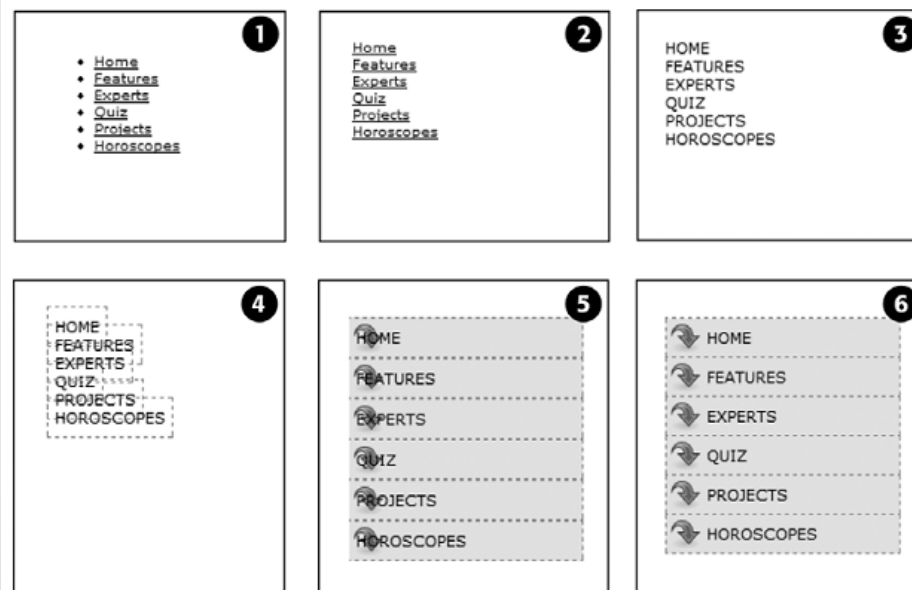 1
Home
Features
Experts
Quiz
Projects
Horoscopes
2
Home
Features
Experts
Quiz
Projects
Horoscopes
3
HOME
FEATURES
EXPERTS
QUIZ
PROJECTS
HOROSCOPES
4
HOME
FEATURES
EXPERTS
QUIZ
PROJECTS
HOROSCOPES
5
HOME
FEATURES
EXPERTS
QUIZ
PROJECTS
HOROSCOPES
6
HOME
FEATURES
EXPERTS
QUIZ
PROJECTS
HOROSCOPES